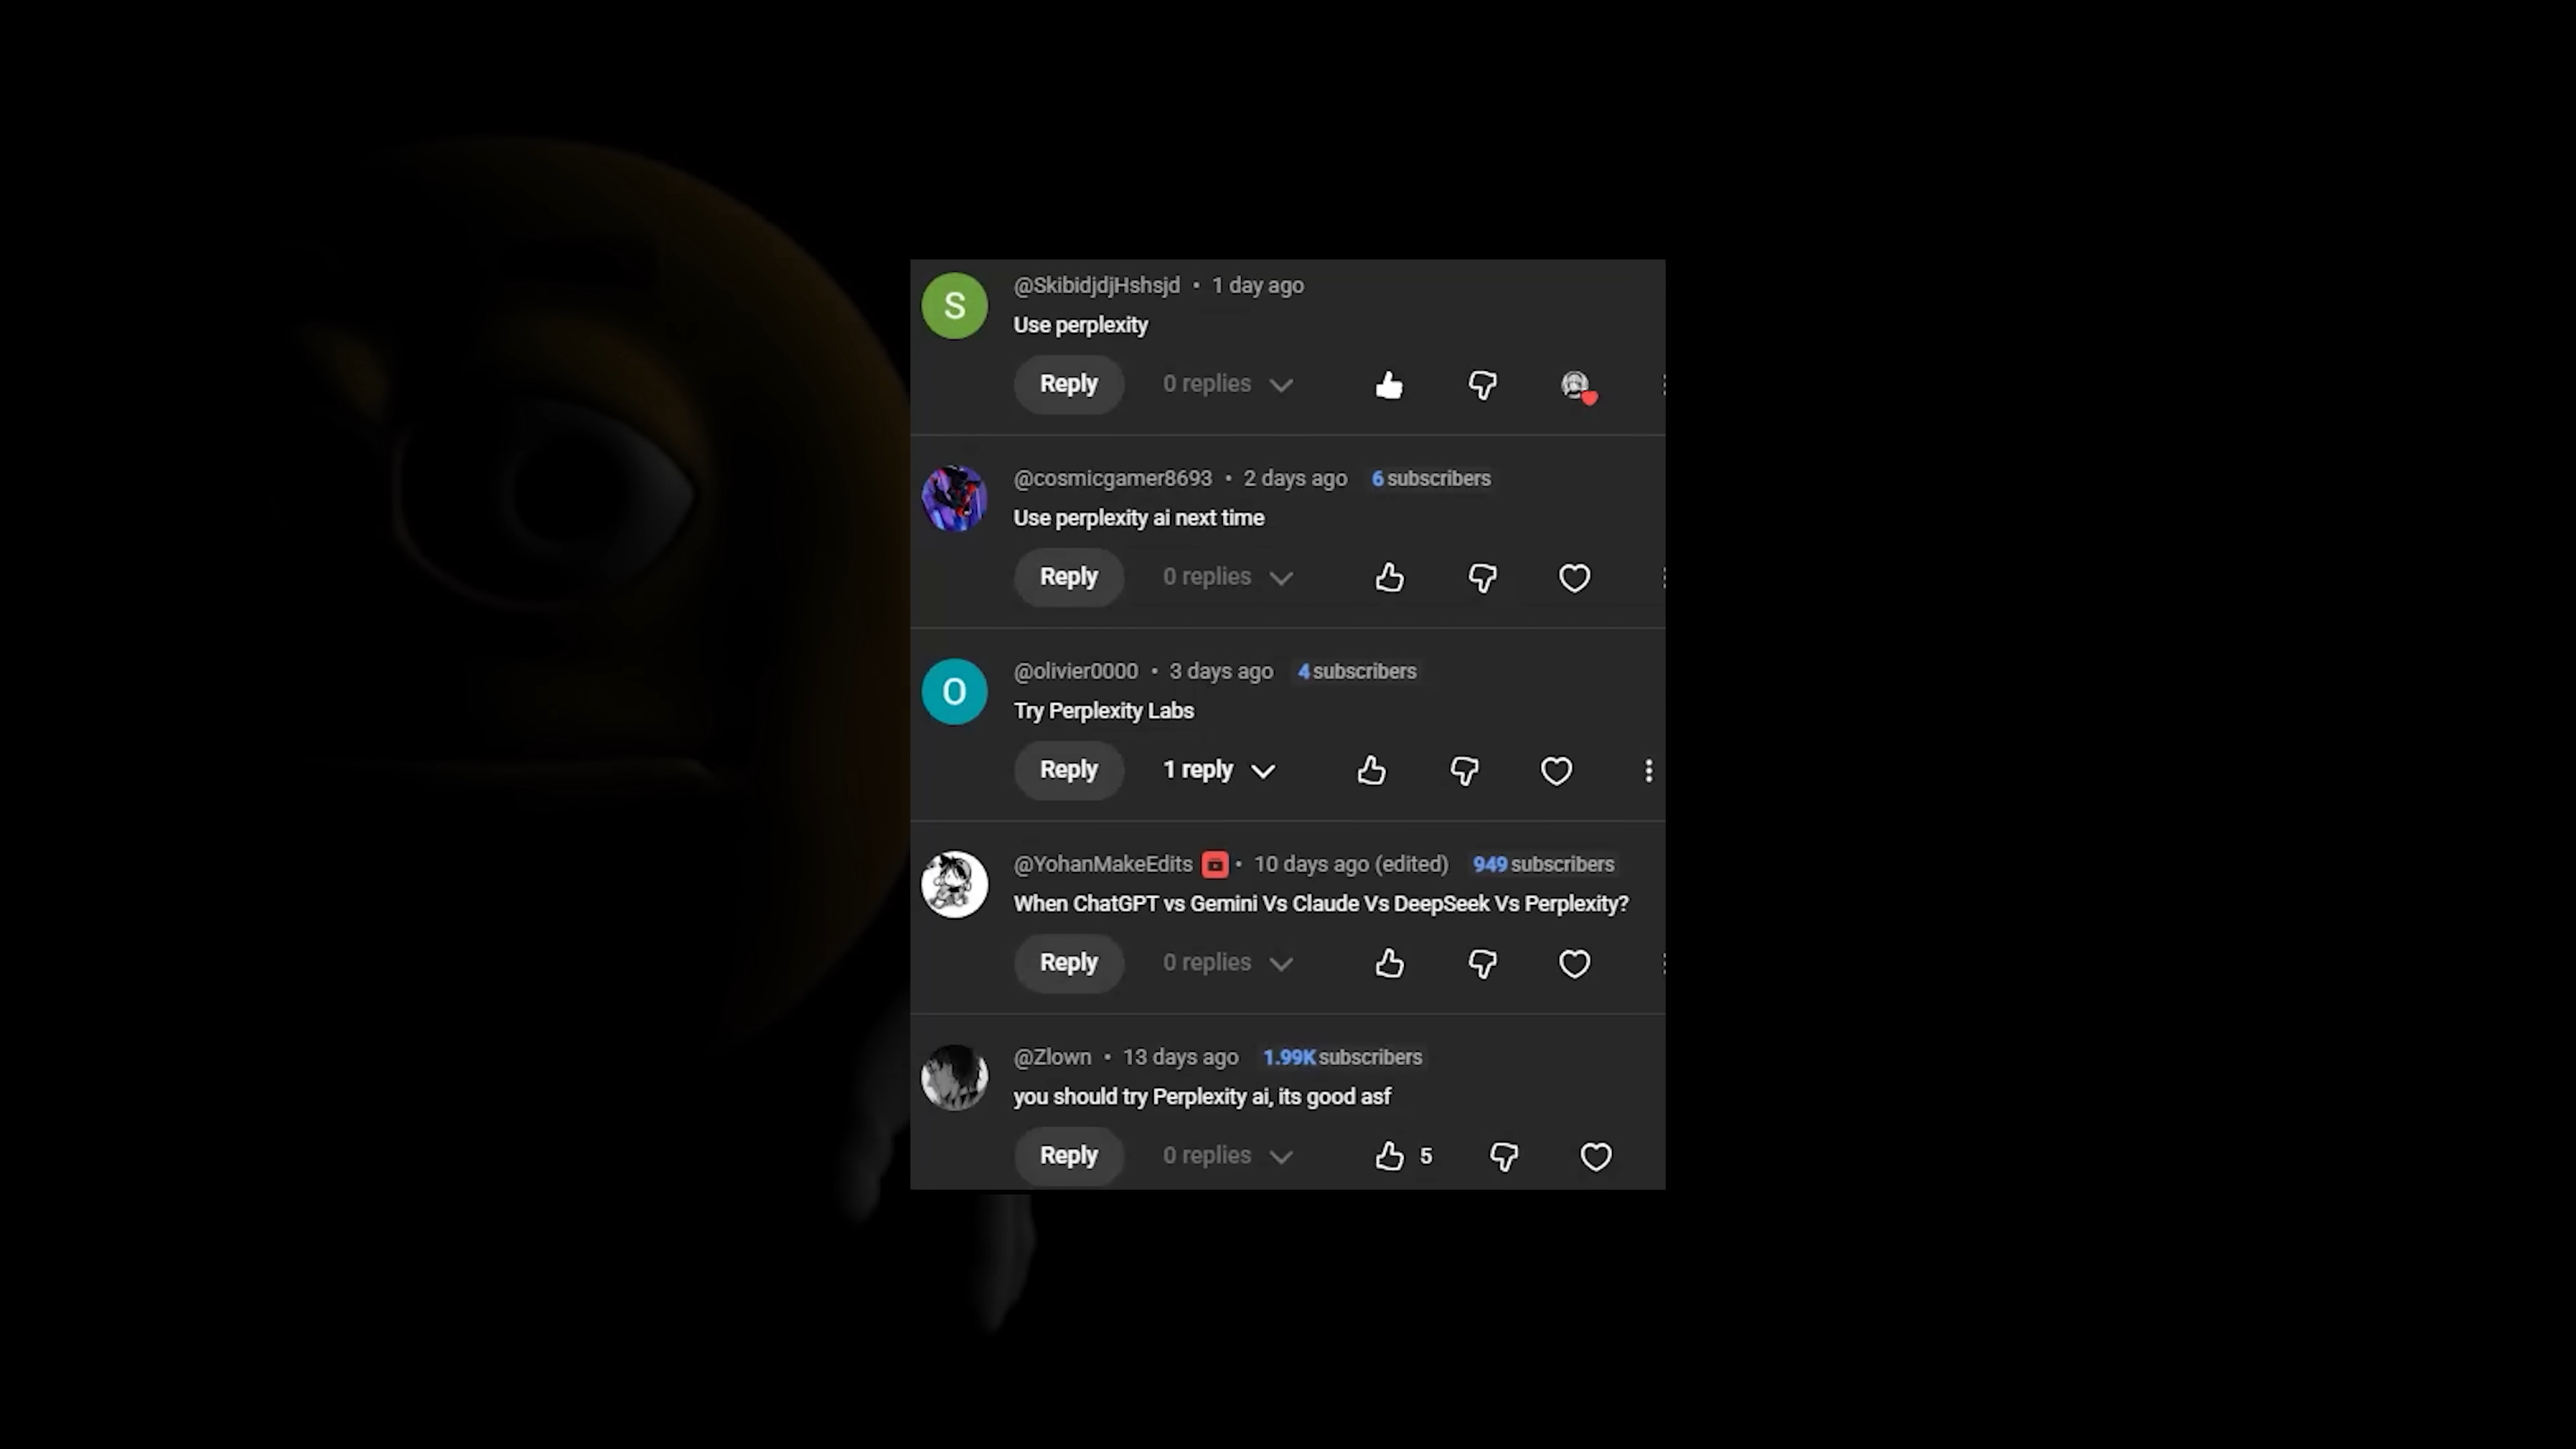 S
@SkibidjdjHshsjd • 1 day ago
Use perplexity
Reply 0 replies
@cosmicgamer8693 • 2 days ago 6 subscribers
Use perplexity ai next time
Reply 0 replies
O
@olivier0000 • 3 days ago 4 subscribers
Try Perplexity Labs
Reply 1 reply
@YohanMakeEdits • 10 days ago (edited) 949 subscribers
When ChatGPT vs Gemini Vs Claude Vs DeepSeek Vs Perplexity?
Reply 0 replies
@Zlown • 13 days ago 1.99K subscribers
you should try Perplexity ai, its good asf
Reply 0 replies 5